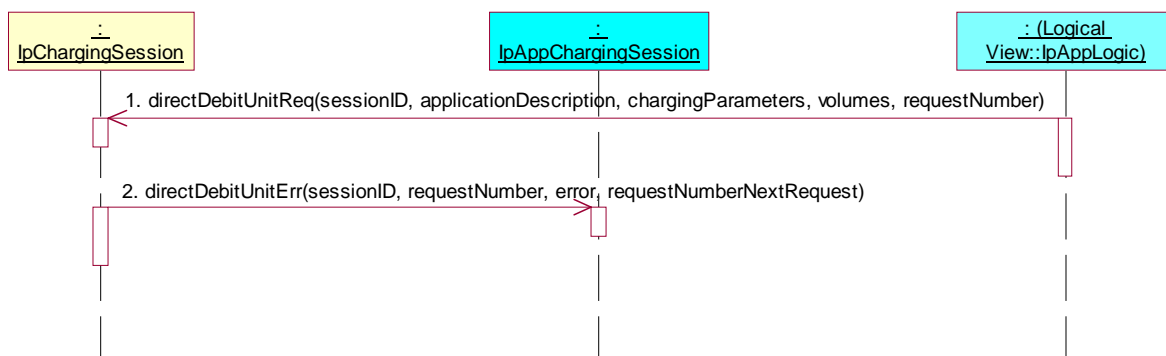 :
IpChargingSession
:
IpAppChargingSession
: (Logical
View::IpAppLogic)
1. directDebitUnitReq(sessionID, applicationDescription, chargingParameters, volumes, requestNumber)
2. directDebitUnitErr(sessionID, requestNumber, error, requestNumberNextRequest)